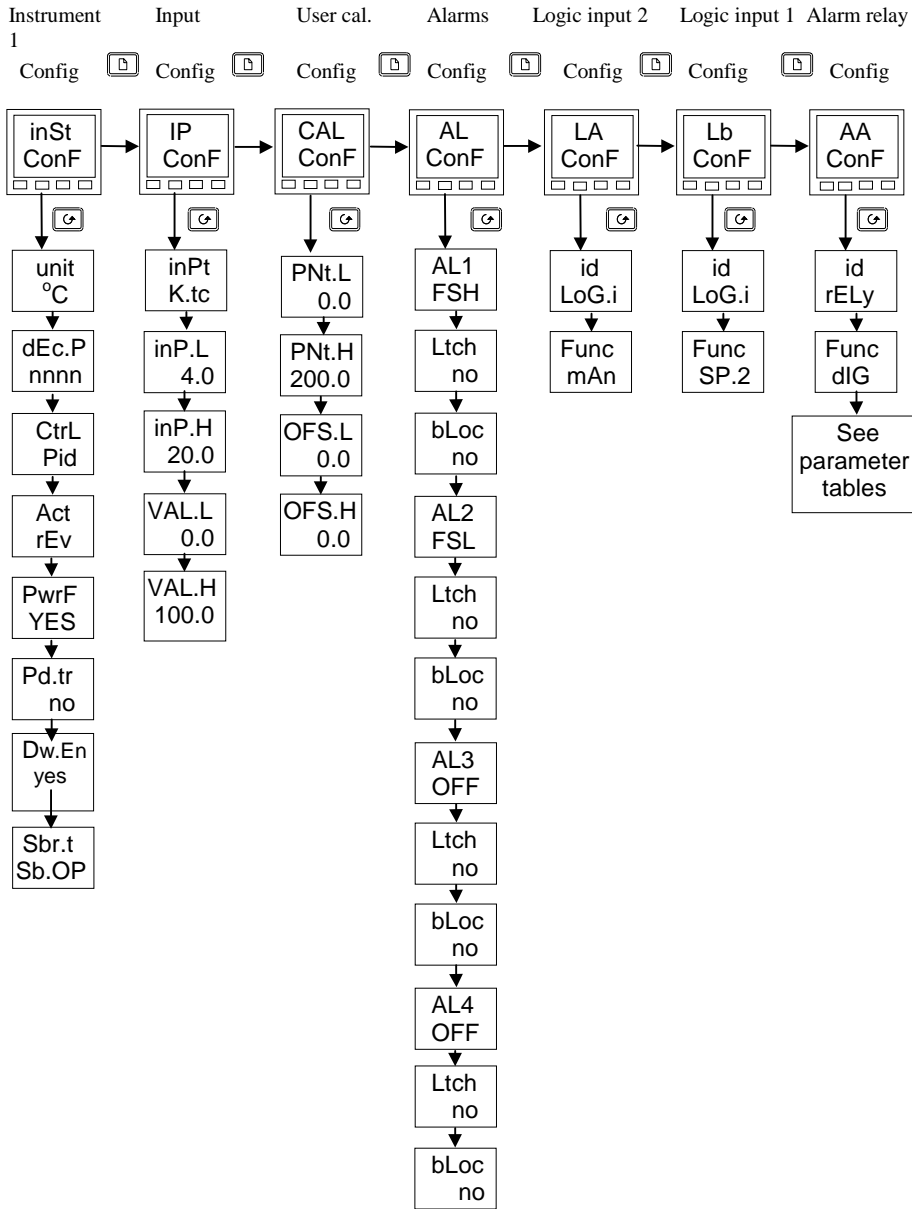 Instrument
1
Config
Input
Config
User cal.
Config
Alarms
Config
Logic input 2
Config
Logic input 1
Config
Alarm relay
Config
inSt
ConF
unit
°C
dEc.P
nnnn
CtrL
Pid
Act
rEv
PwrF
YES
Pd.tr
no
Dw.En
yes
Sbr.t
Sb.OP
IP
ConF
inPt
K.tc
inP.L
4.0
inP.H
20.0
VAL.L
0.0
VAL.H
100.0
CAL
ConF
PNt.L
0.0
PNt.H
200.0
OFS.L
0.0
OFS.H
0.0
AL
ConF
AL1
FSH
Ltch
no
bLoc
no
AL2
FSL
Ltch
no
bLoc
no
AL3
OFF
Ltch
no
bLoc
no
AL4
OFF
Ltch
no
bLoc
no
LA
ConF
id
LoG.i
Func
mAn
Lb
ConF
id
LoG.i
Func
SP.2
AA
ConF
id
rELy
Func
dIG
See
parameter
tables